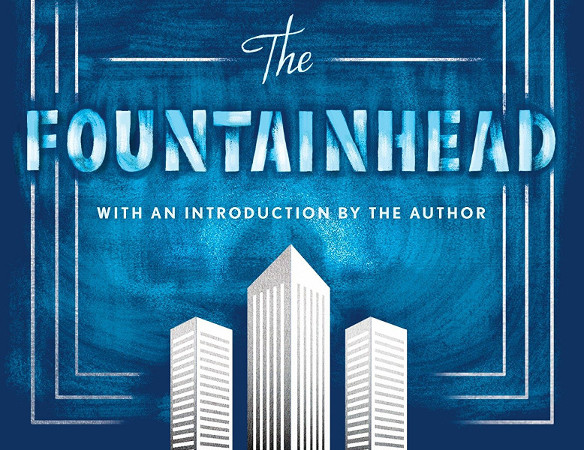 The
FOUNTAINHEAD
WITH AN INTRODUCTION BY THE AUTHOR